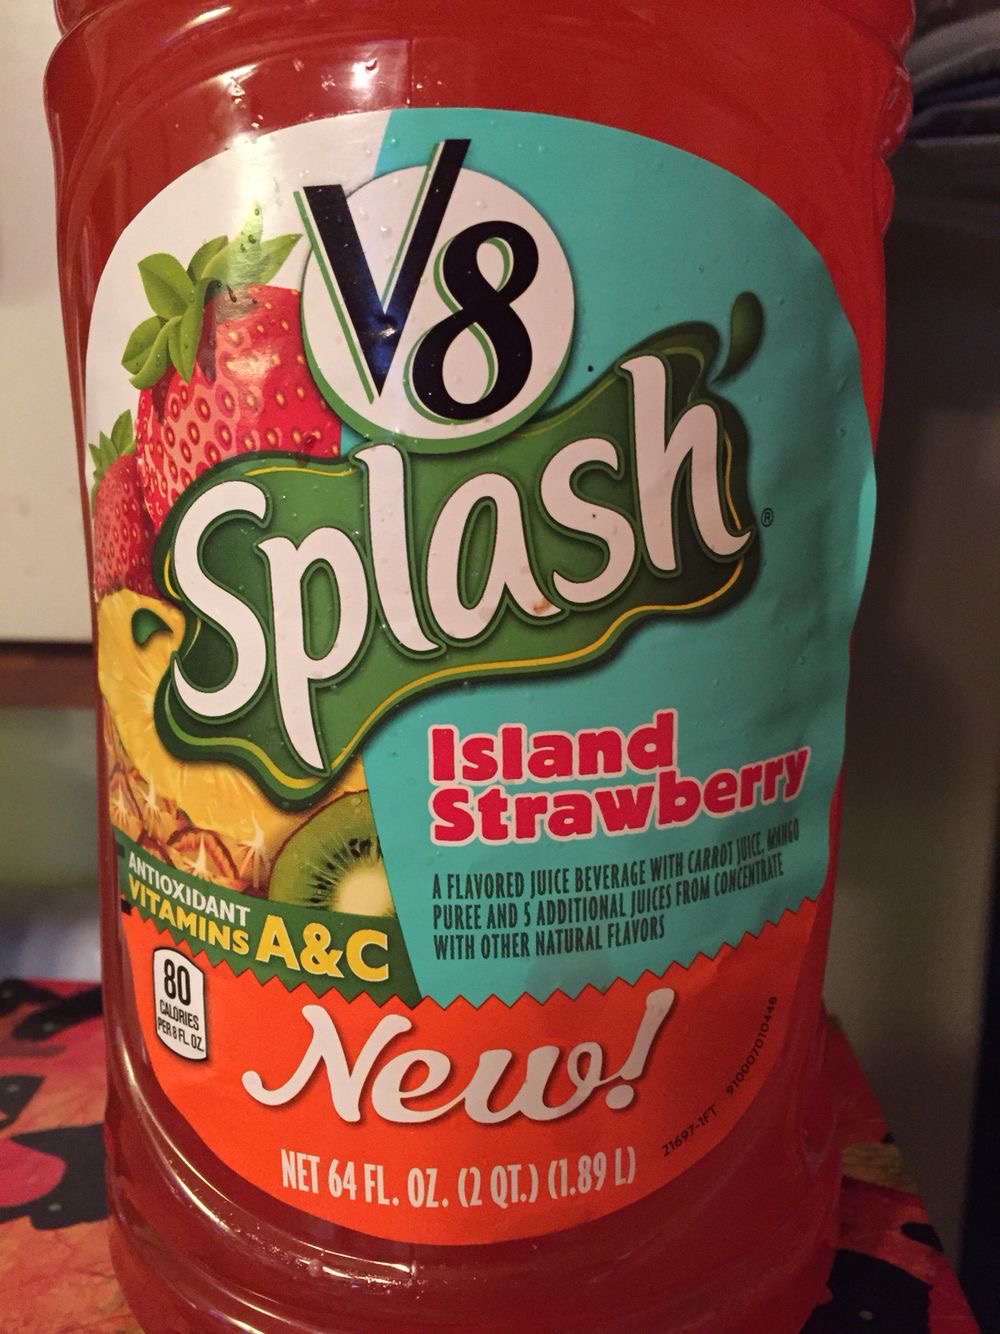 V8
Splash
®
Island
Strawberry
A FLAVORED JUICE BEVERAGE WITH CARROT JUICE, MANGO
PUREE AND 5 ADDITIONAL JUICES FROM CONCENTRATE
WITH OTHER NATURAL FLAVORS
ANTIOXIDANT
VITAMINS A&C
80
CALORIES
PER 8 FL. OZ
New!
NET 64 FL. OZ. (2 QT.) (1.89 L)
21697-1FT 910007010448